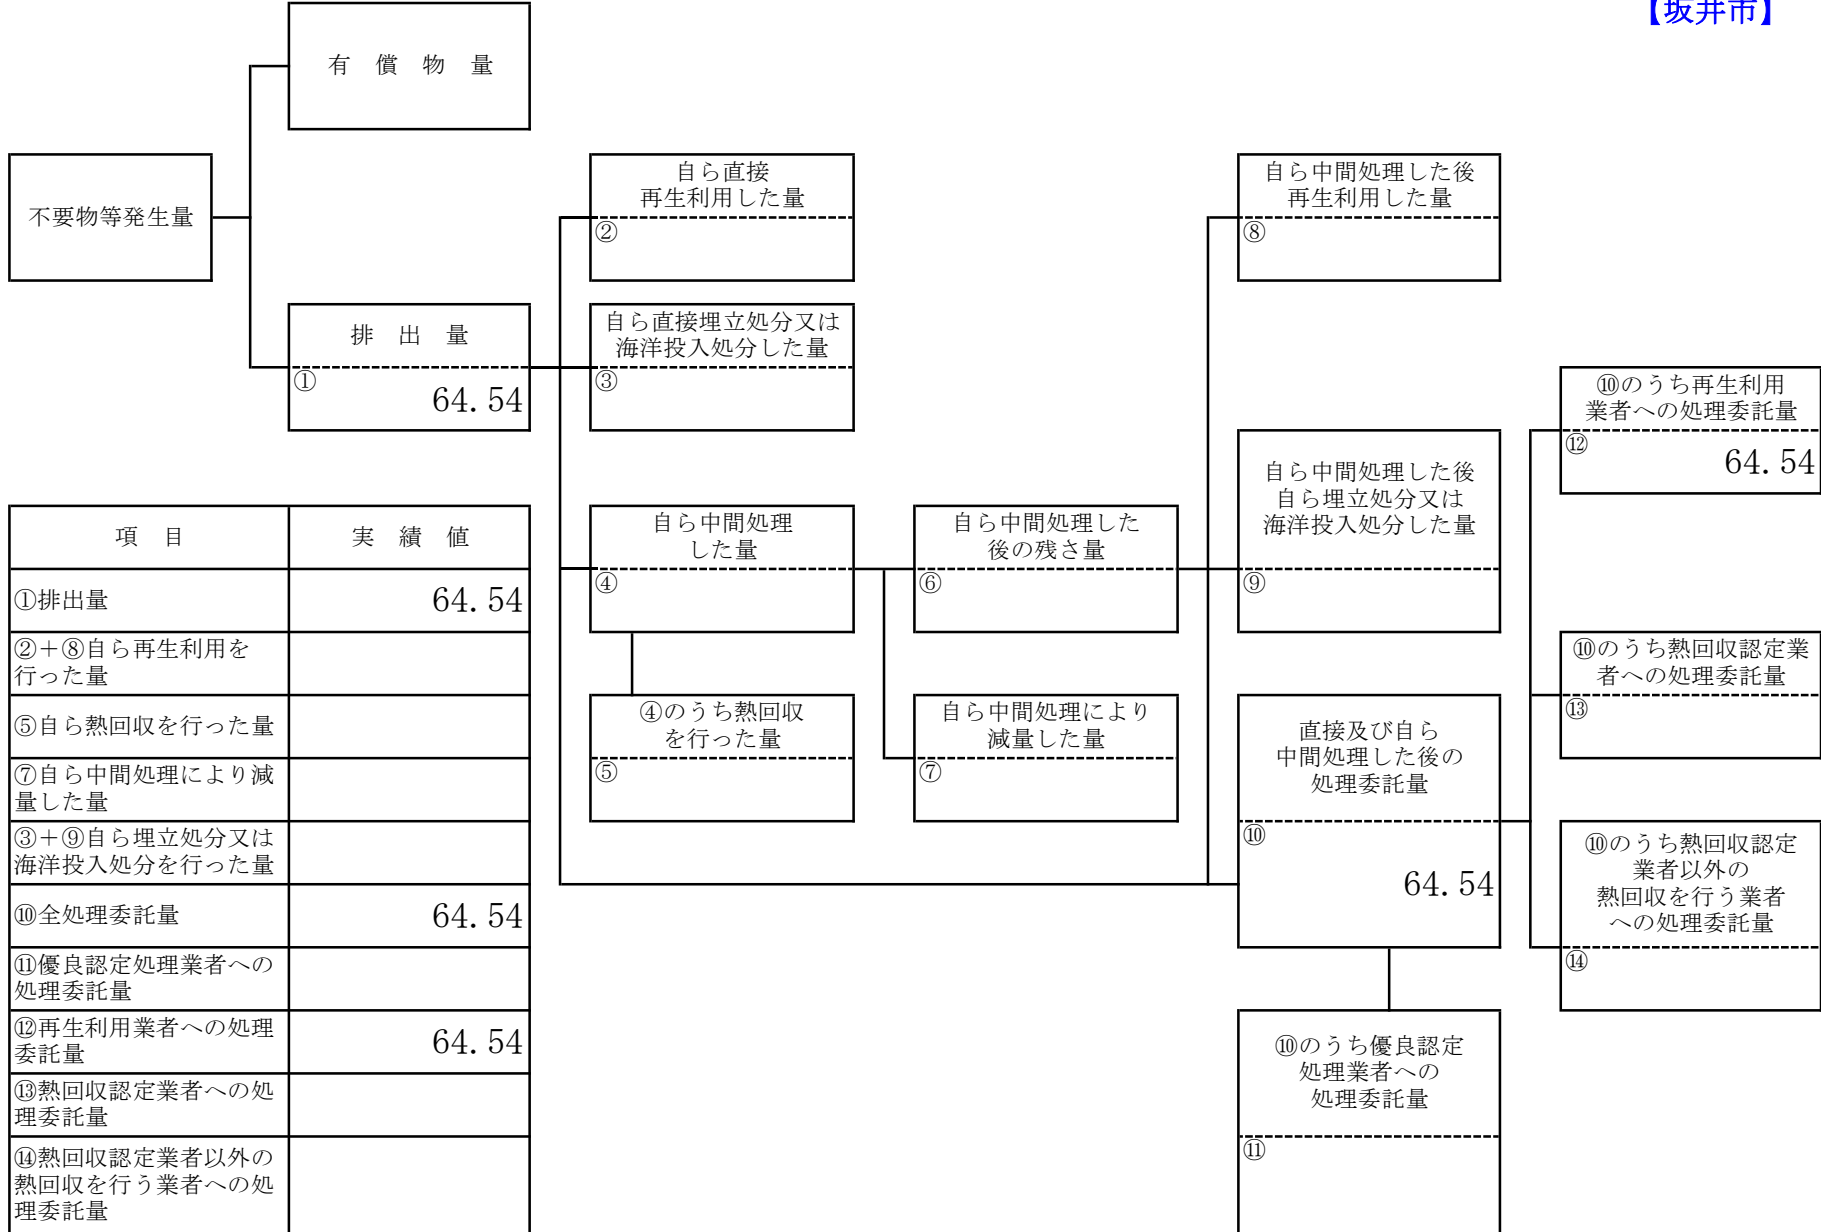 【坂井市】
有 償 物 量
不要物等発生量
自ら直接
再生利用した量
②
自ら中間処理した後
再生利用した量
⑧
排 出 量
①
64.54
自ら直接埋立処分又は
海洋投入処分した量
③
⑩のうち再生利用
業者への処理委託量
⑫
64.54
自ら中間処理した後
自ら埋立処分又は
海洋投入処分した量
⑨
自ら中間処理
した量
④
自ら中間処理した
後の残さ量
⑥
⑩のうち熱回収認定業
者への処理委託量
⑬
④のうち熱回収
を行った量
⑤
自ら中間処理により
減量した量
⑦
直接及び自ら
中間処理した後の
処理委託量
⑩
64.54
⑩のうち熱回収認定
業者以外の
熱回収を行う業者
への処理委託量
⑭
⑩のうち優良認定
処理業者への
処理委託量
⑪
項 目 実 績 値
①排出量 64.54
②+⑧自ら再生利用を
行った量
⑤自ら熱回収を行った量
⑦自ら中間処理により減
量した量
③+⑨自ら埋立処分又は
海洋投入処分を行った量
⑩全処理委託量 64.54
⑪優良認定処理業者への
処理委託量
⑫再生利用業者への処理
委託量 64.54
⑬熱回収認定業者への処
理委託量
⑭熱回収認定業者以外の
熱回収を行う業者への処
理委託量